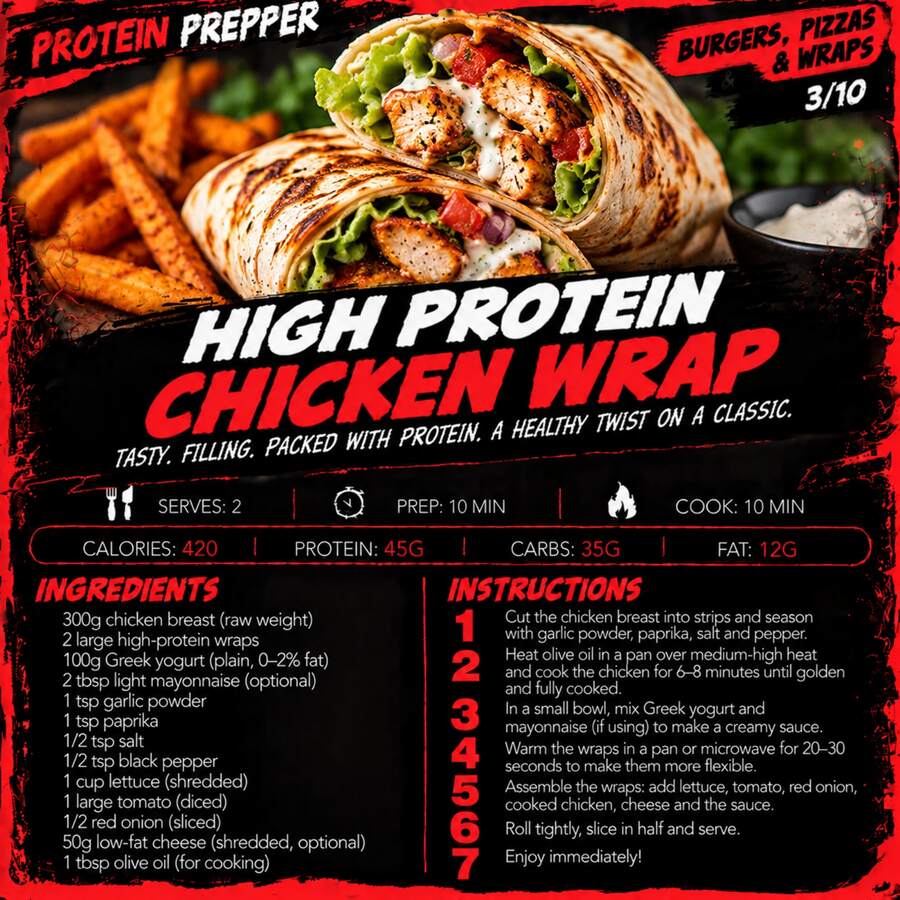 PROTEIN PREPPER
BURGERS, PIZZAS
& WRAPS
3/10
HIGH PROTEIN
CHICKEN WRAP
TASTY. FILLING. PACKED WITH PROTEIN. A HEALTHY TWIST ON A CLASSIC.
SERVES: 2
PREP: 10 MIN
COOK: 10 MIN
CALORIES: 420
PROTEIN: 45G
CARBS: 35G
FAT: 12G
INGREDIENTS
300g chicken breast (raw weight)
2 large high-protein wraps
100g Greek yogurt (plain, 0–2% fat)
2 tbsp light mayonnaise (optional)
1 tsp garlic powder
1 tsp paprika
1/2 tsp salt
1/2 tsp black pepper
1 cup lettuce (shredded)
1 large tomato (diced)
1/2 red onion (sliced)
50g low-fat cheese (shredded, optional)
1 tbsp olive oil (for cooking)
INSTRUCTIONS
1 Cut the chicken breast into strips and season
with garlic powder, paprika, salt and pepper.
2 Heat olive oil in a pan over medium-high heat
and cook the chicken for 6–8 minutes until golden
and fully cooked.
3 In a small bowl, mix Greek yogurt and
mayonnaise (if using) to make a creamy sauce.
4 Warm the wraps in a pan or microwave for 20–30
seconds to make them more flexible.
5 Assemble the wraps: add lettuce, tomato, red onion,
cooked chicken, cheese and the sauce.
6 Roll tightly, slice in half and serve.
7 Enjoy immediately!